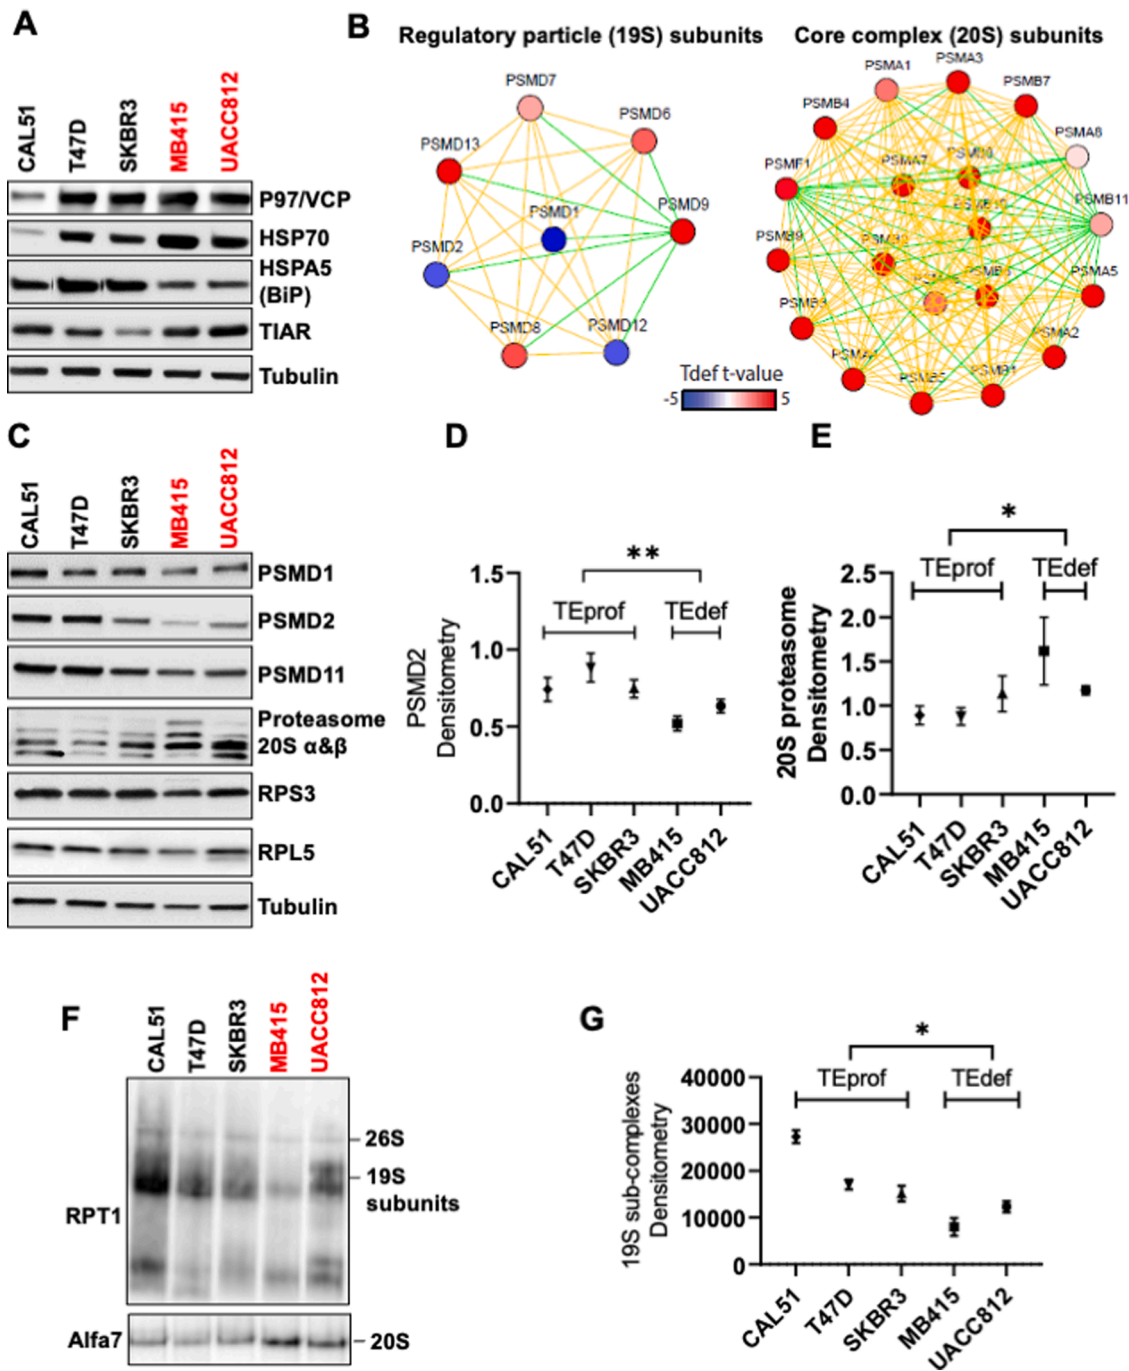 A
CAL51
T47D
SKBR3
MB415
UACC812
P97/VCP
HSP70
HSPA5
(BiP)
TIAR
Tubulin
B
Regulatory particle (19S) subunits
PSMD7
PSMD6
PSMD13
PSMD9
PSMD1
PSMD2
PSMD8
PSMD12
Core complex (20S) subunits
PSMA3
PSMA1
PSMB7
PSMB4
PSMA8
PSMF1
PSMA7
PSMB11
PSMB9
PSMA5
PSMB3
PSMA2
PSMB1
Tdef t-value
-5
5
C
CAL51
T47D
SKBR3
MB415
UACC812
PSMD1
PSMD2
PSMD11
Proteasome
20S α&β
RPS3
RPL5
Tubulin
D
**
TEprof
TEdef
PSMD2
Densitometry
1.5
1.0
0.5
0.0
CAL51
T47D
SKBR3
MB415
UACC812
E
*
TEprof
TEdef
20S proteasome
Densitometry
2.5
2.0
1.5
1.0
0.5
0.0
CAL51
T47D
SKBR3
MB415
UACC812
F
CAL51
T47D
SKBR3
MB415
UACC812
26S
19S
subunits
RPT1
Alfa7
20S
G
*
TEprof
TEdef
19S sub-complexes
Densitometry
40000
30000
20000
10000
0
CAL51
T47D
SKBR3
MB415
UACC812